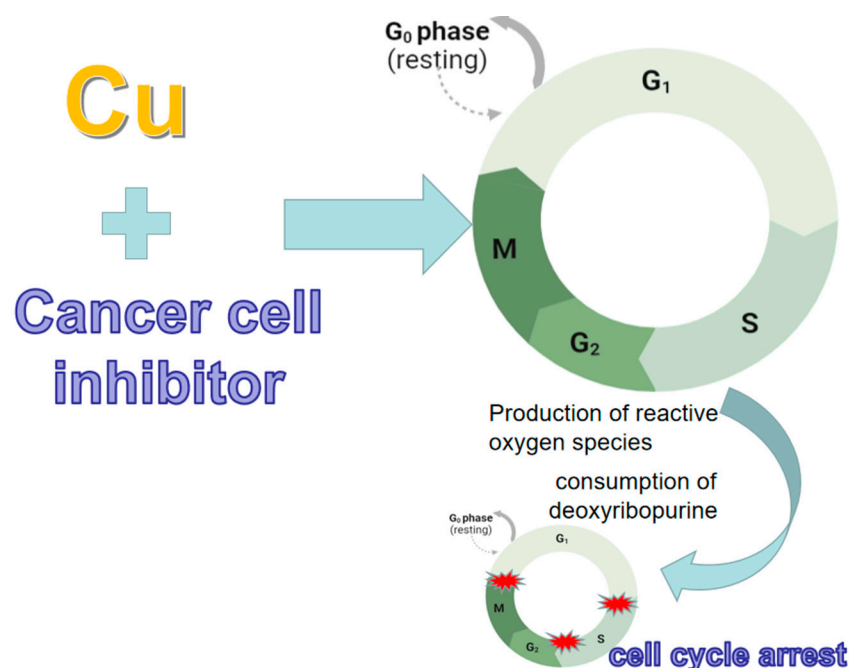 Cu
Cancer cell
inhibitor
G₀ phase
(resting)
G₁
M
G₂
S
Production of reactive
oxygen species
consumption of
deoxyribopurine
G₀ phase
(resting)
G₁
M
G₂
S
cell cycle arrest